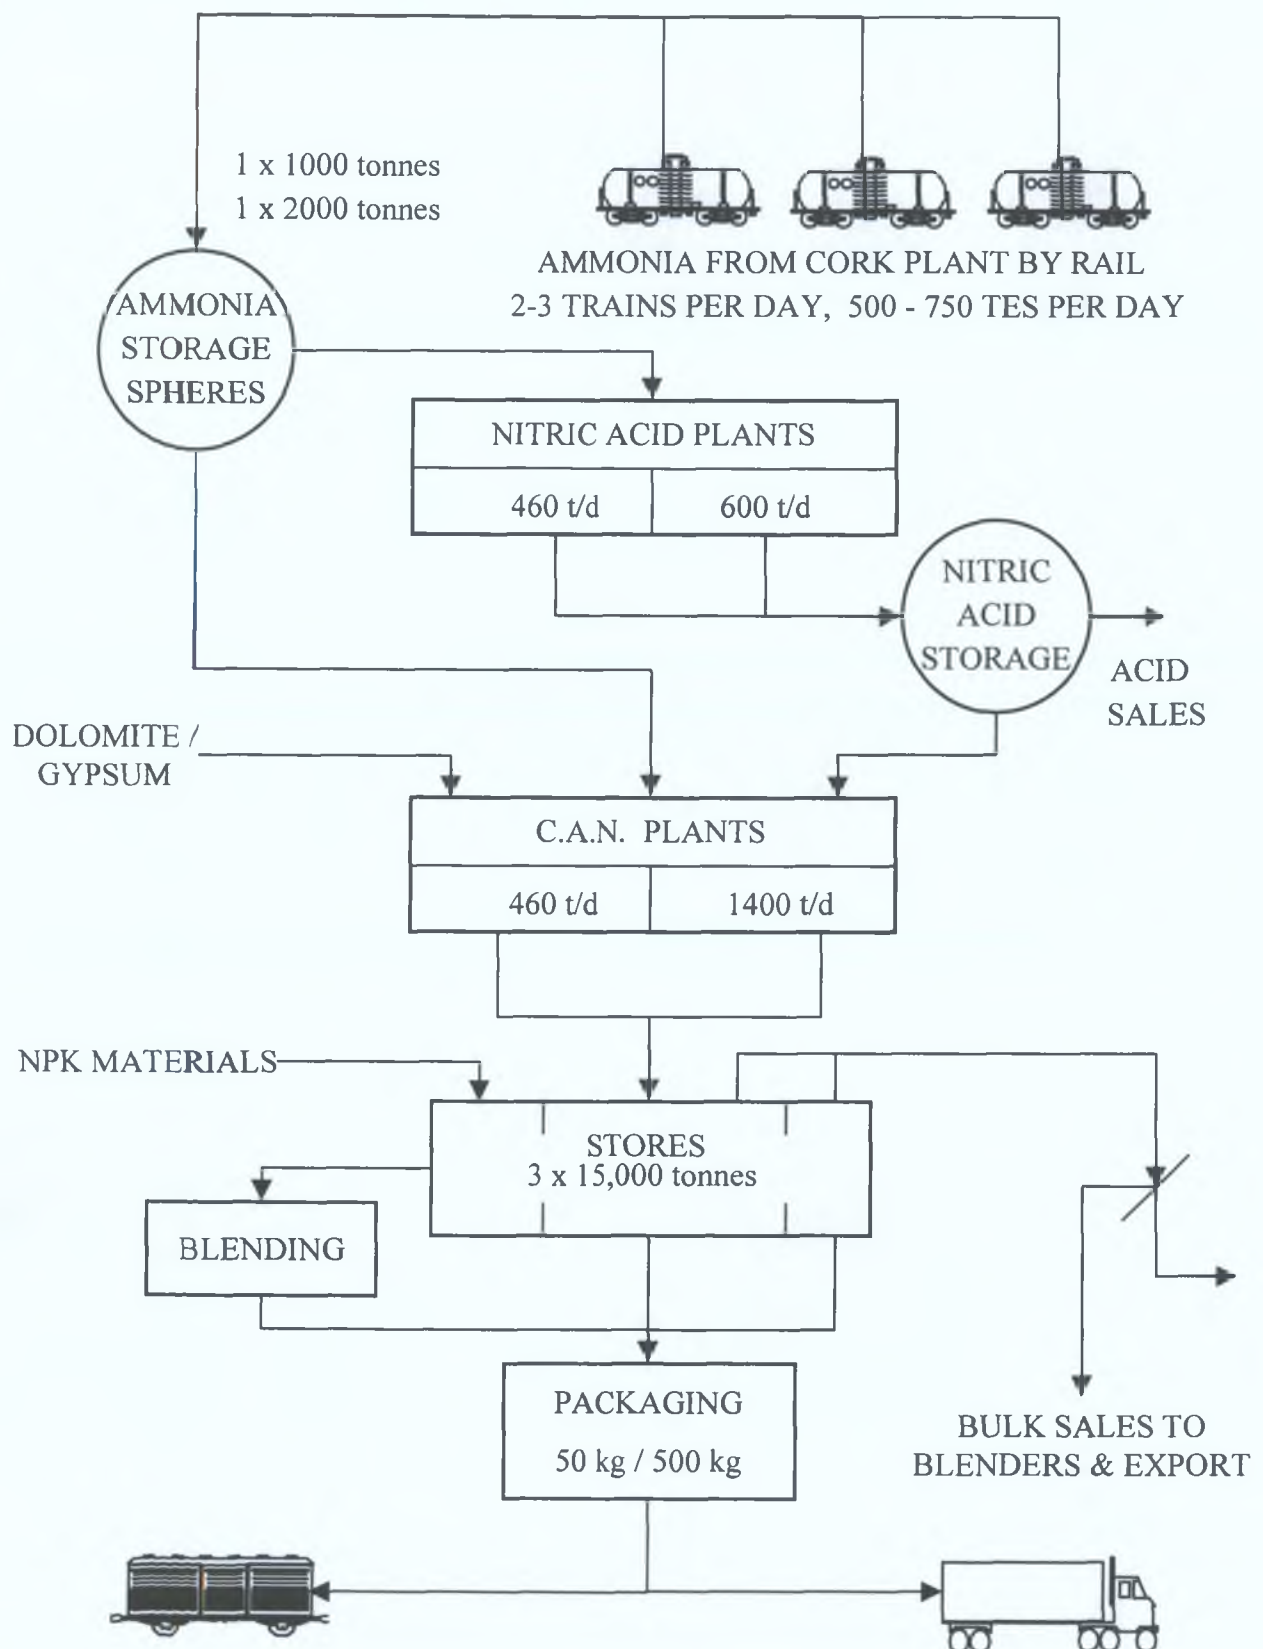 1 x 1000 tonnes
1 x 2000 tonnes
AMMONIA FROM CORK PLANT BY RAIL
2-3 TRAINS PER DAY, 500 - 750 TES PER DAY
AMMONIA
STORAGE
SPHERES
NITRIC ACID PLANTS
460 t/d
600 t/d
NITRIC
ACID
STORAGE
ACID
SALES
DOLOMITE /
GYPSUM
C.A.N. PLANTS
460 t/d
1400 t/d
NPK MATERIALS
STORES
3 x 15,000 tonnes
BLENDING
PACKAGING
50 kg / 500 kg
BULK SALES TO
BLENDERS & EXPORT